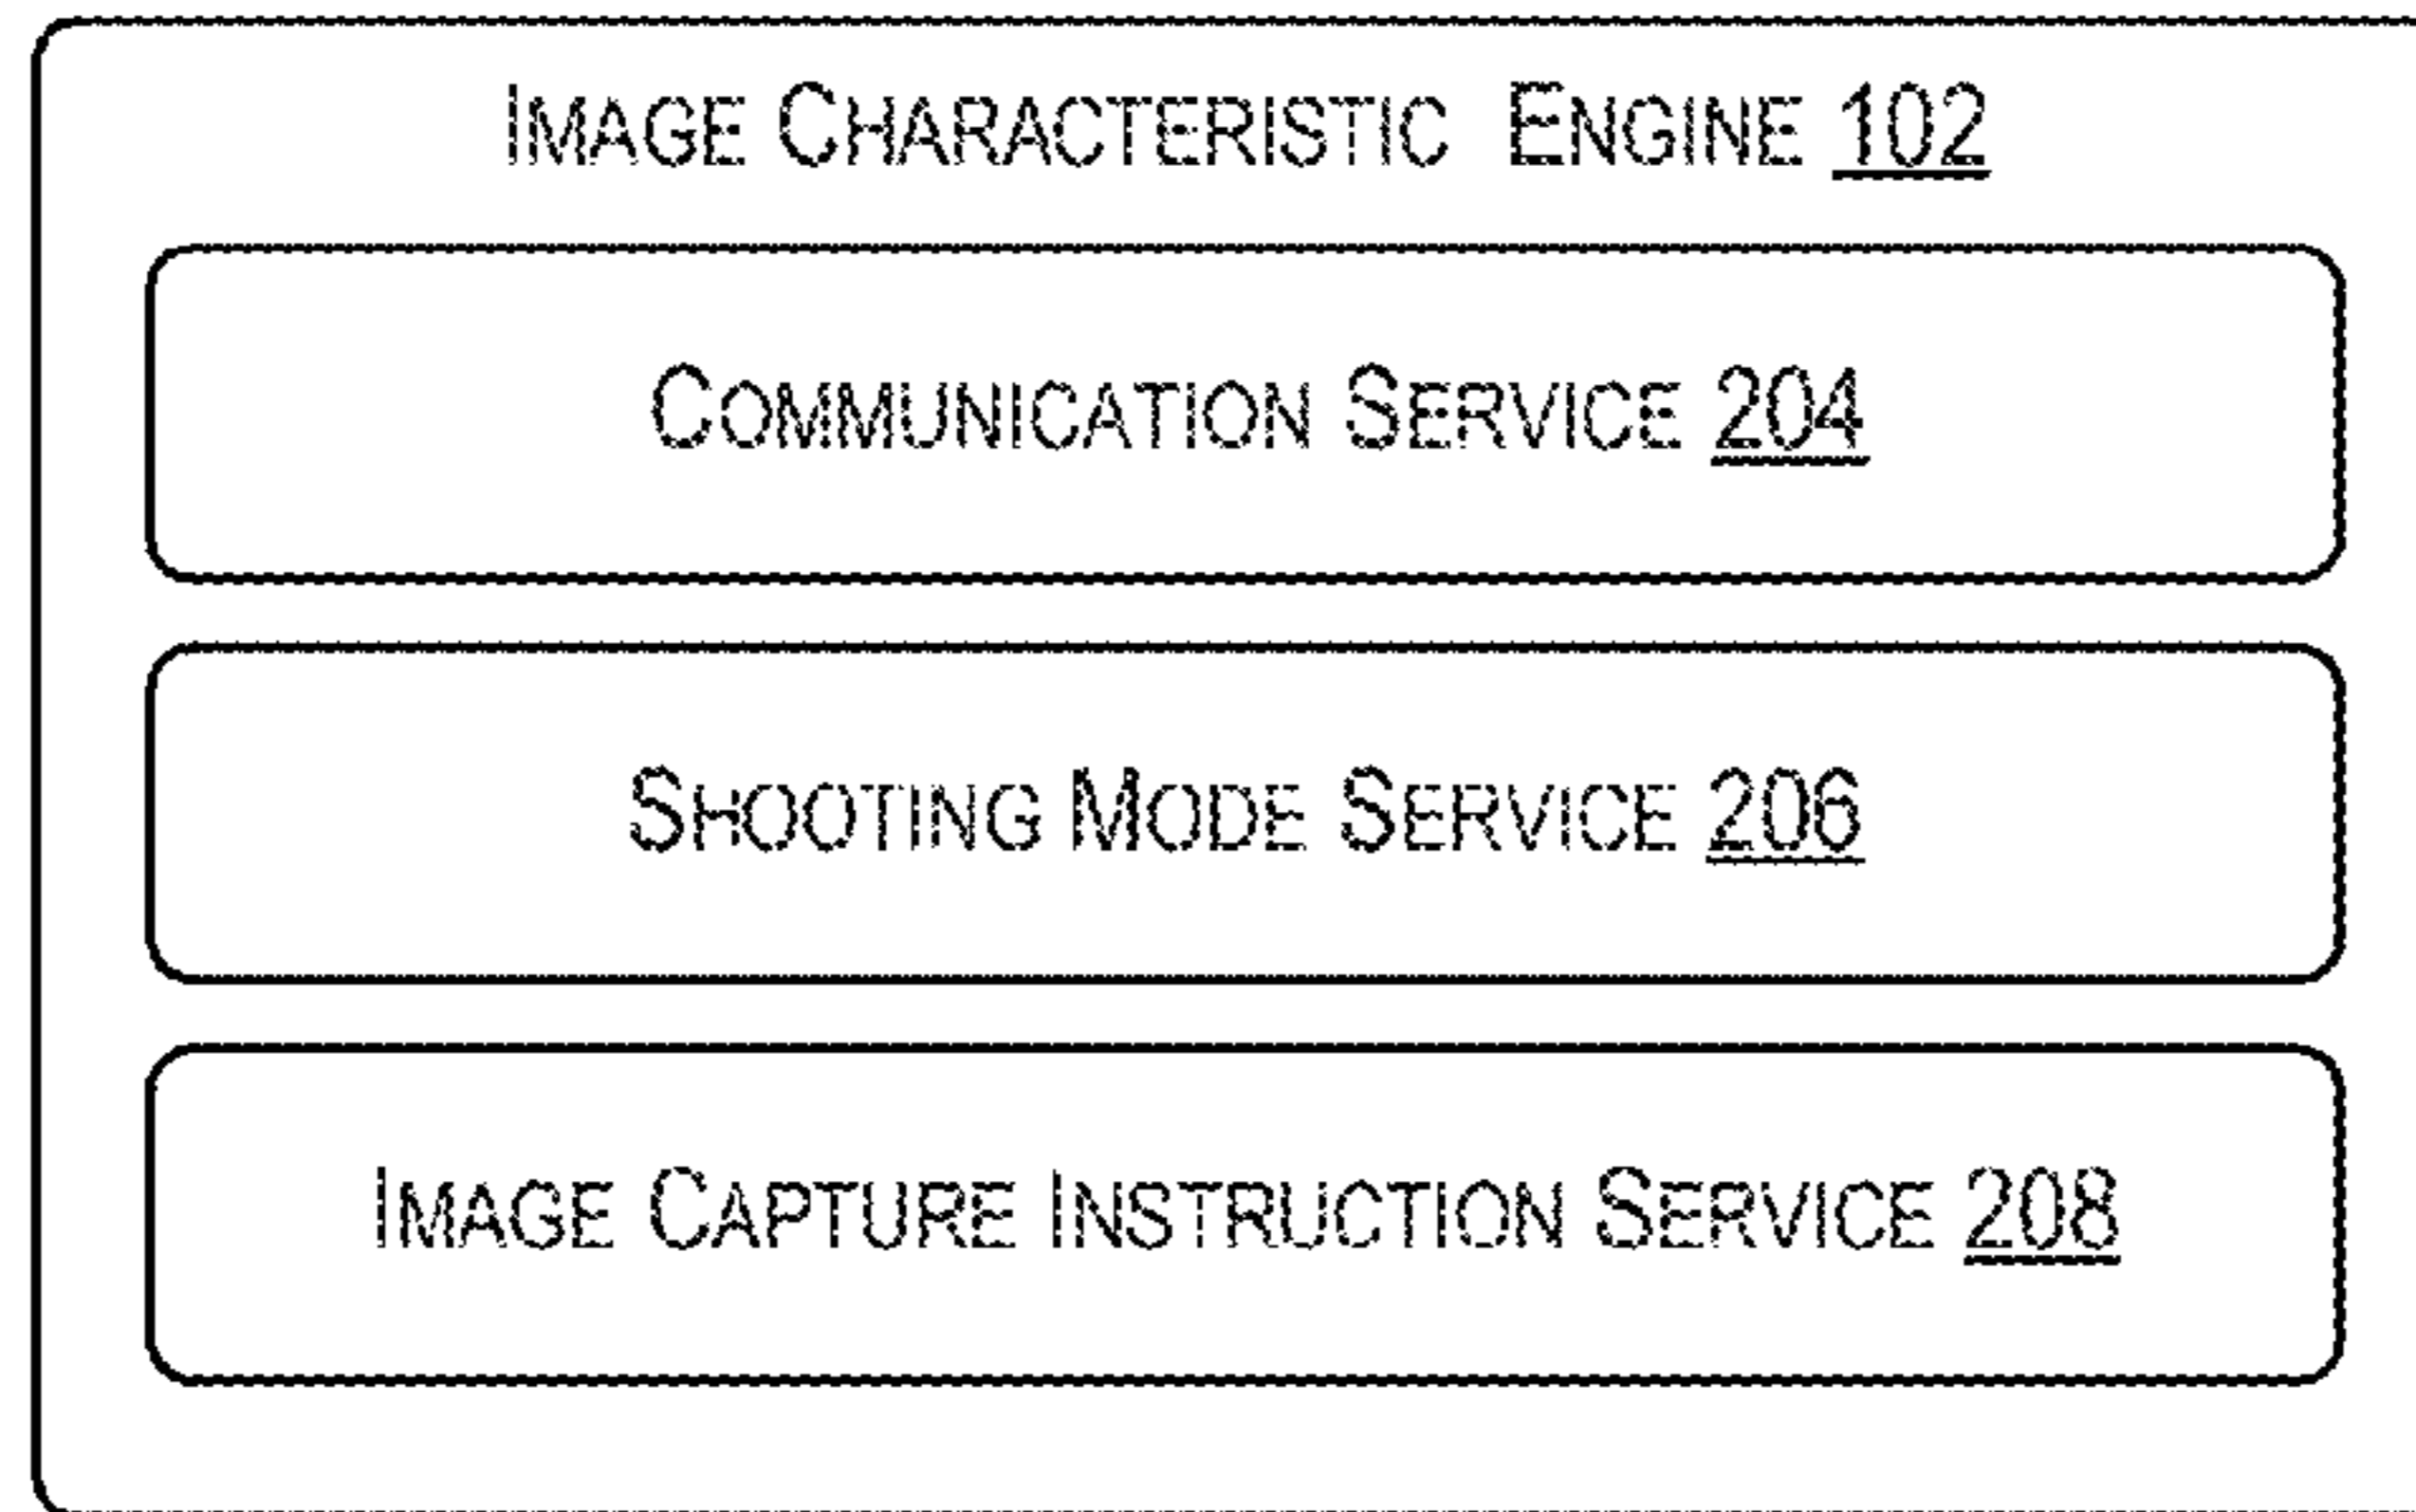 IMAGE CHARACTERISTIC ENGINE 102
COMMUNICATION SERVICE 204
SHOOTING MODE SERVICE 206
IMAGE CAPTURE INSTRUCTION SERVICE 208